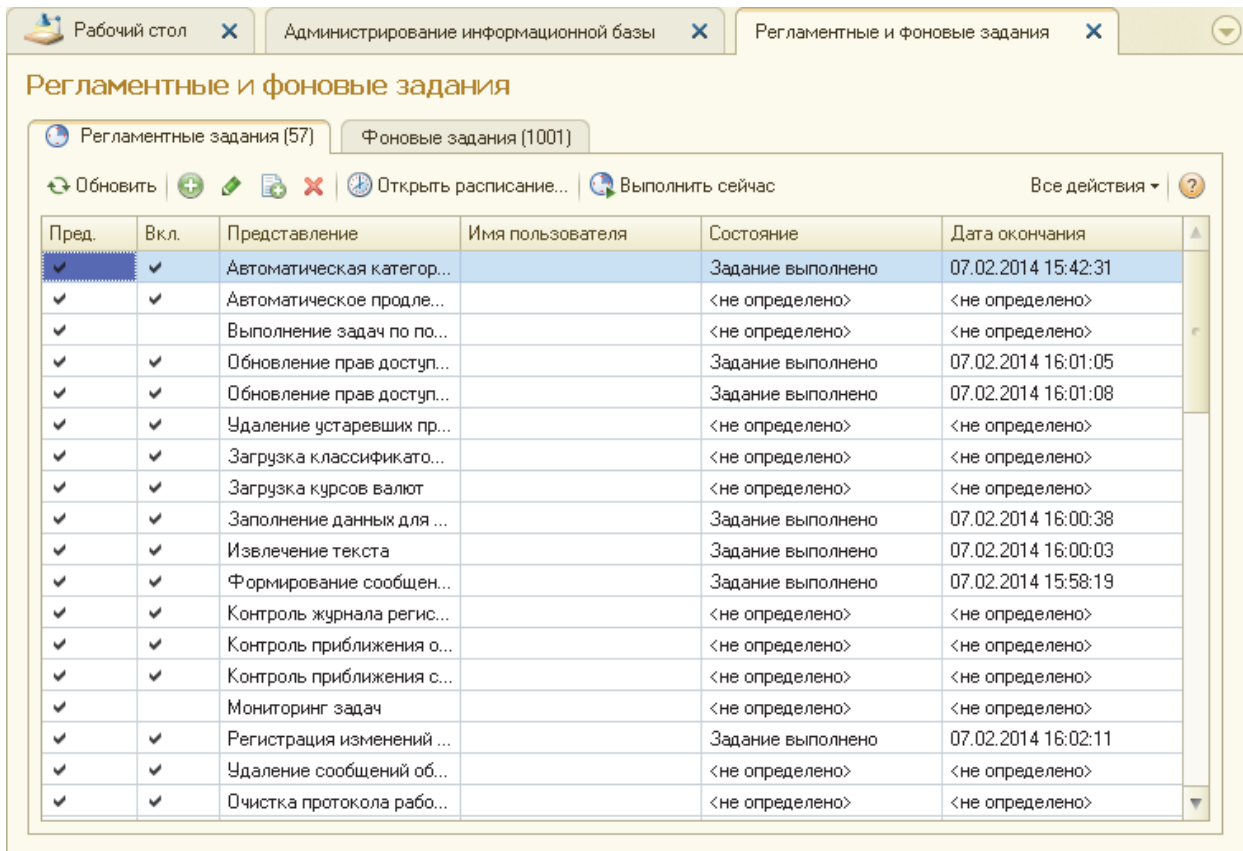 Рабочий стол Администрирование информационной базы Регламентные и фоновые задания
Регламентные и фоновые задания
Регламентные задания (57) Фоновые задания (1001)
Обновить Открыть расписание... Выполнить сейчас Все действия ?
Пред. Вкл. Представление Имя пользователя Состояние Дата окончания
Автоматическая категор... Задание выполнено 07.02.2014 15:42:31
Автоматическое продле... <не определено> <не определено>
Выполнение задач по по... <не определено> <не определено>
Обновление прав доступ... Задание выполнено 07.02.2014 16:01:05
Обновление прав доступ... Задание выполнено 07.02.2014 16:01:08
Удаление устаревших пр... <не определено> <не определено>
Загрузка классификато... <не определено> <не определено>
Загрузка курсов валют <не определено> <не определено>
Заполнение данных для ... Задание выполнено 07.02.2014 16:00:38
Извлечение текста Задание выполнено 07.02.2014 16:00:03
Формирование сообщен... Задание выполнено 07.02.2014 15:58:19
Контроль журнала регис... <не определено> <не определено>
Контроль приближения о... <не определено> <не определено>
Контроль приближения с... <не определено> <не определено>
Мониторинг задач <не определено> <не определено>
Регистрация изменений ... Задание выполнено 07.02.2014 16:02:11
Удаление сообщений об... <не определено> <не определено>
Очистка протокола рабо... <не определено> <не определено>